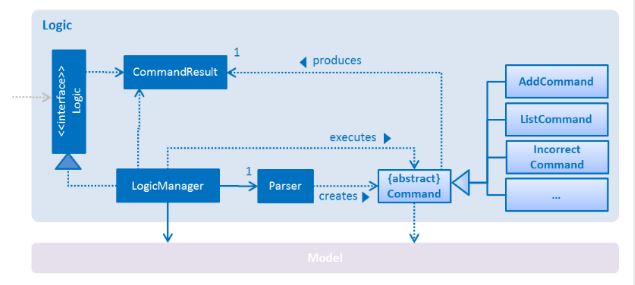 Logic
<<interface>>
Logic
CommandResult
1
produces
AddCommand
ListCommand
Incorrect
Command
...
executes
LogicManager
1
Parser
creates
{abstract}
Command
Model